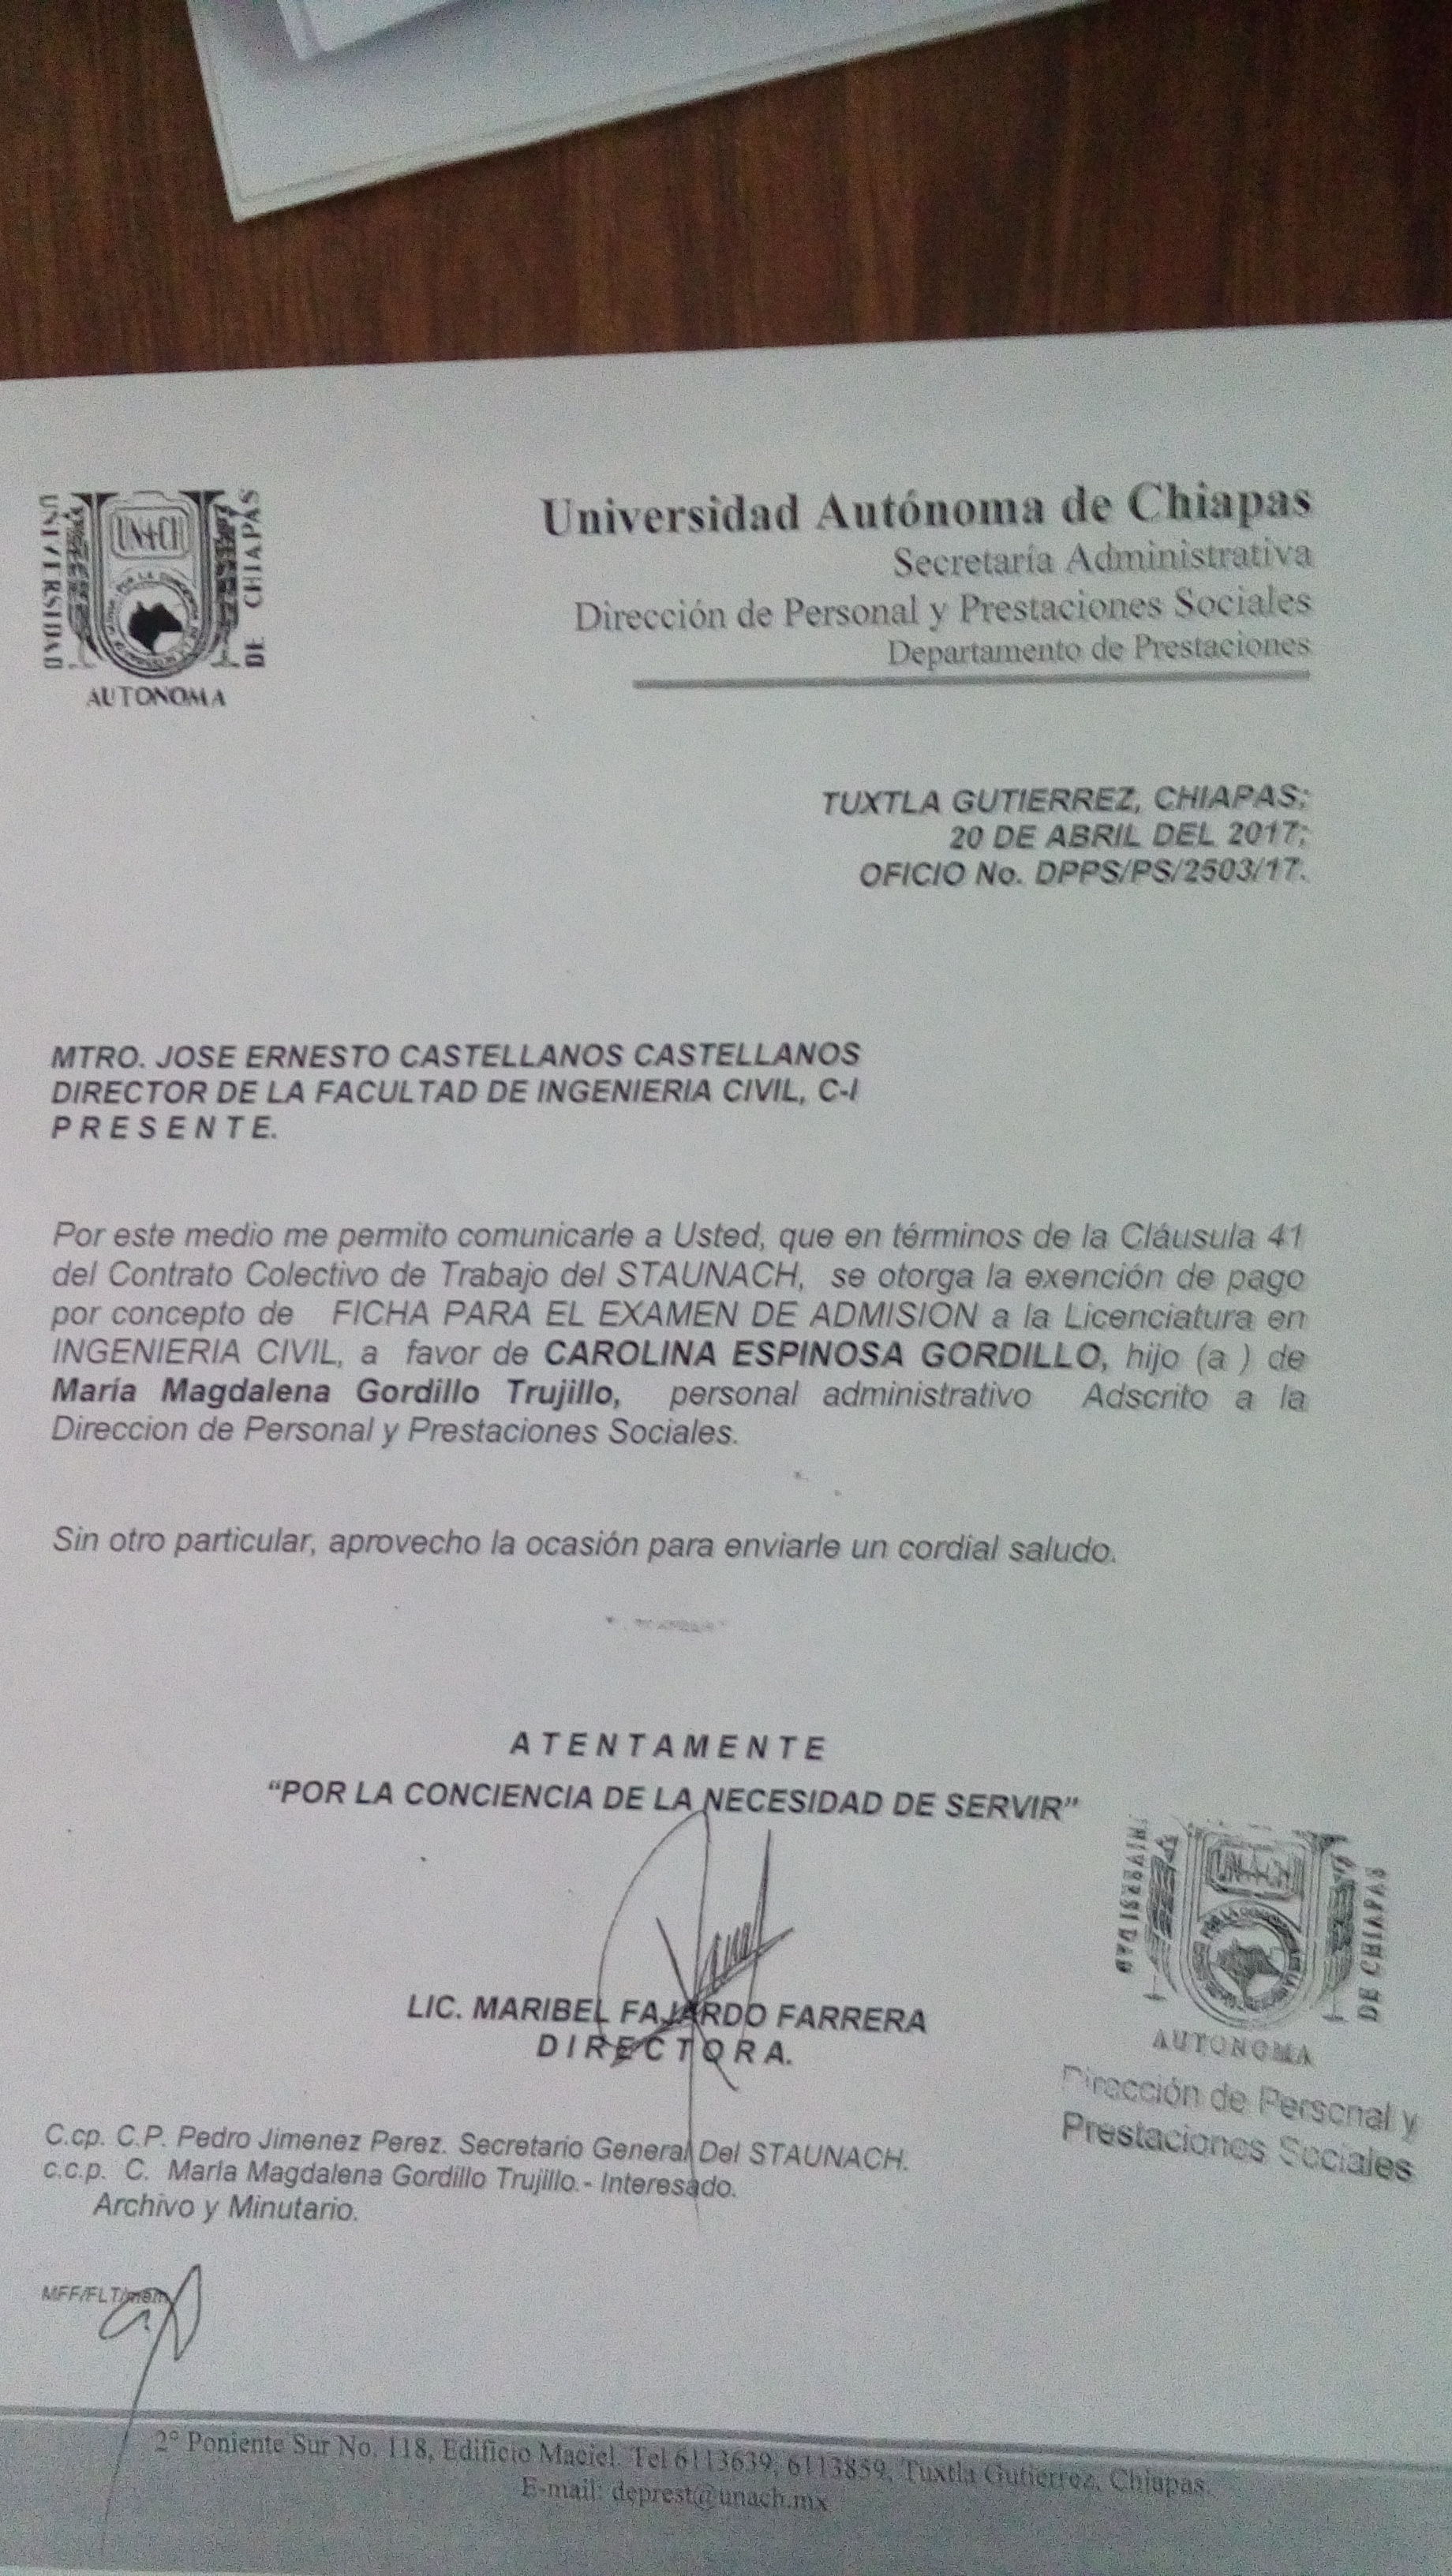 UNIVERSIDAD
UNACH
DE CHIAPAS
AUTONOMA
Universidad Autónoma de Chiapas
Secretaría Administrativa
Dirección de Personal y Prestaciones Sociales
Departamento de Prestaciones
TUXTLA GUTIERREZ, CHIAPAS;
20 DE ABRIL DEL 2017;
OFICIO No. DPPS/PS/2503/17.
MTRO. JOSE ERNESTO CASTELLANOS CASTELLANOS
DIRECTOR DE LA FACULTAD DE INGENIERIA CIVIL, C-I
P R E S E N T E.
Por este medio me permito comunicarle a Usted, que en términos de la Cláusula 41
del Contrato Colectivo de Trabajo del STAUNACH, se otorga la exención de pago
por concepto de FICHA PARA EL EXAMEN DE ADMISION a la Licenciatura en
INGENIERIA CIVIL, a favor de CAROLINA ESPINOSA GORDILLO, hijo (a ) de
María Magdalena Gordillo Trujillo, personal administrativo Adscrito a la
Direccion de Personal y Prestaciones Sociales.
Sin otro particular, aprovecho la ocasión para enviarle un cordial saludo.
A T E N T A M E N T E
“POR LA CONCIENCIA DE LA NECESIDAD DE SERVIR”
LIC. MARIBEL FAJARDO FARRERA
D I R E C T O R A.
UNIVERSIDAD
DE CHIAPAS
AUTONOMA
Dirección de Personal y
Prestaciones Sociales
C.cp. C.P. Pedro Jimenez Perez. Secretario General Del STAUNACH.
c.c.p. C. María Magdalena Gordillo Trujillo.- Interesado.
Archivo y Minutario.
MFF/FLT/mem
2° Poniente Sur No. 118, Edificio Maciel. Tel 6113639, 6113859, Tuxtla Gutierrez, Chiapas.
E-mail: deprest@unach.mx